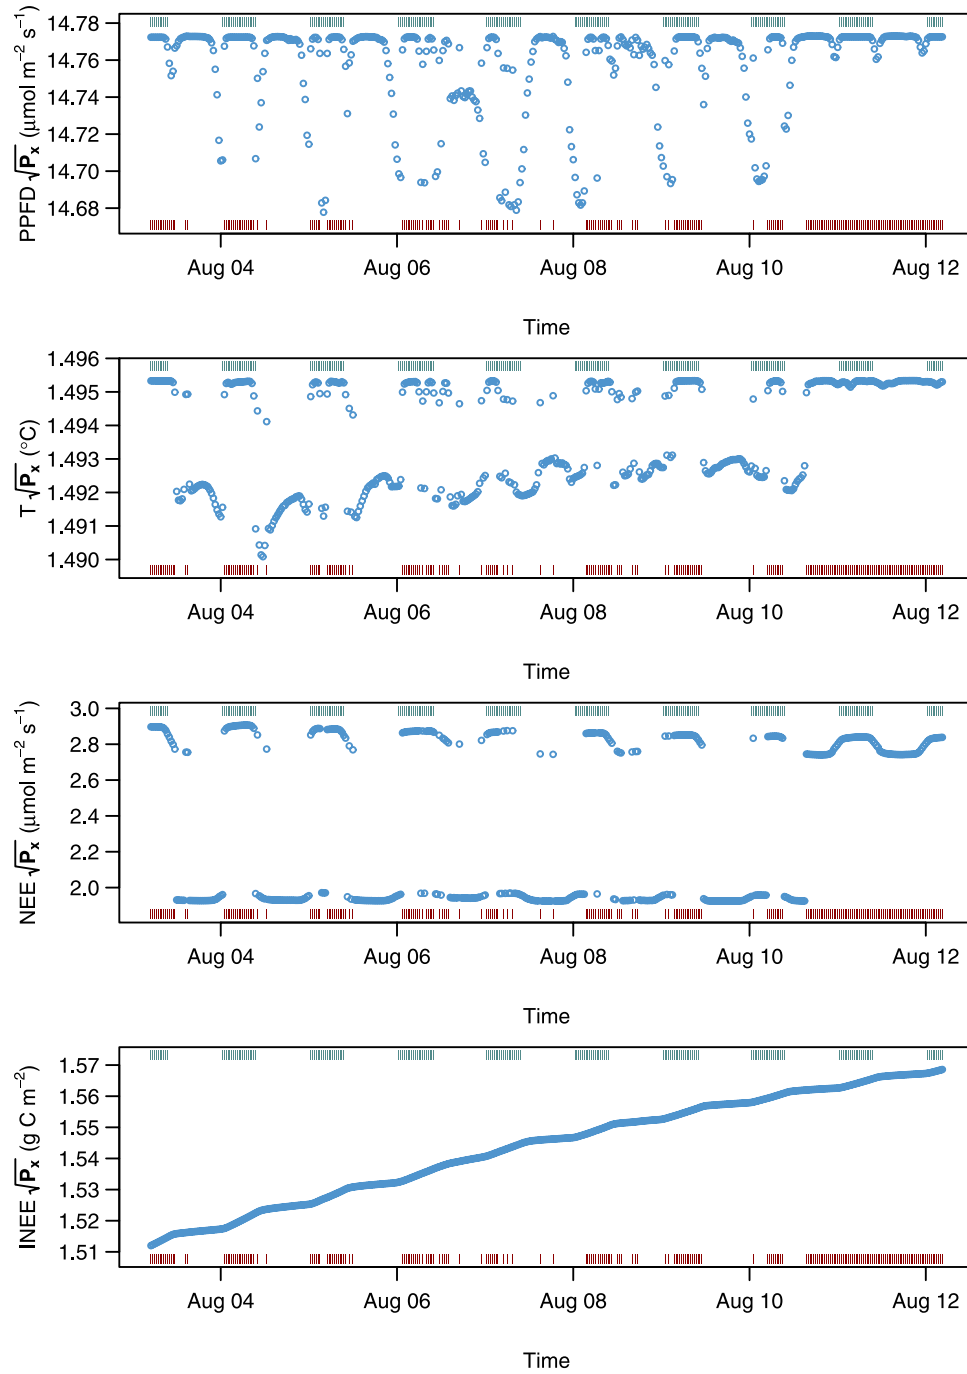 PPFD √Pₓ (μmol m⁻² s⁻¹)
14.78
14.76
14.74
14.72
14.70
14.68
Aug 04 Aug 06 Aug 08 Aug 10 Aug 12
Time
T √Pₓ (°C)
1.496
1.495
1.494
1.493
1.492
1.491
1.490
Aug 04 Aug 06 Aug 08 Aug 10 Aug 12
Time
NEE √Pₓ (μmol m⁻² s⁻¹)
3.0
2.8
2.6
2.4
2.2
2.0
Aug 04 Aug 06 Aug 08 Aug 10 Aug 12
Time
INEE √Pₓ (g C m⁻²)
1.57
1.56
1.55
1.54
1.53
1.52
1.51
Aug 04 Aug 06 Aug 08 Aug 10 Aug 12
Time